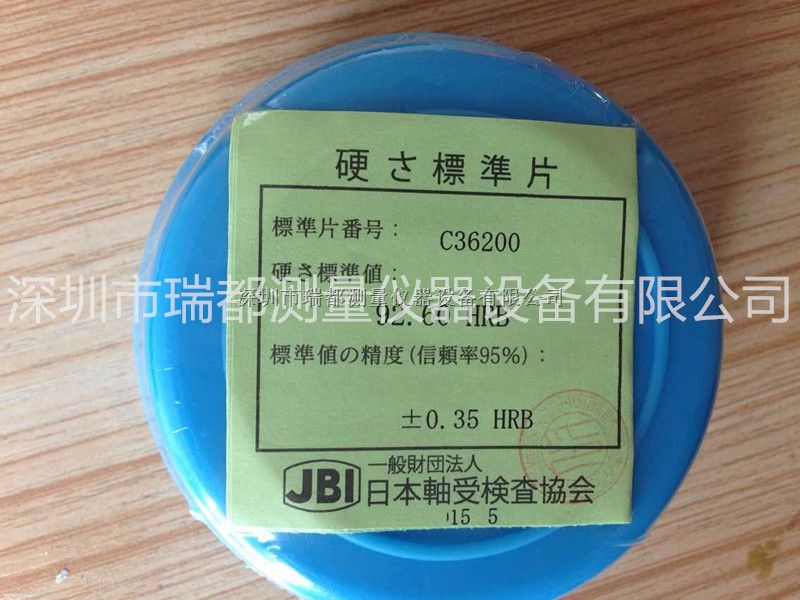 硬さ標準片
標準片番号： C36200
硬さ標準値：
深圳市瑞都测量仪器设备有限公司
深圳市瑞都测量仪器设备有限公司
HRB
標準値の精度(信頼率95%)：
±0.35 HRB
JBI 一般財団法人
日本軸受検査協会
'15 5